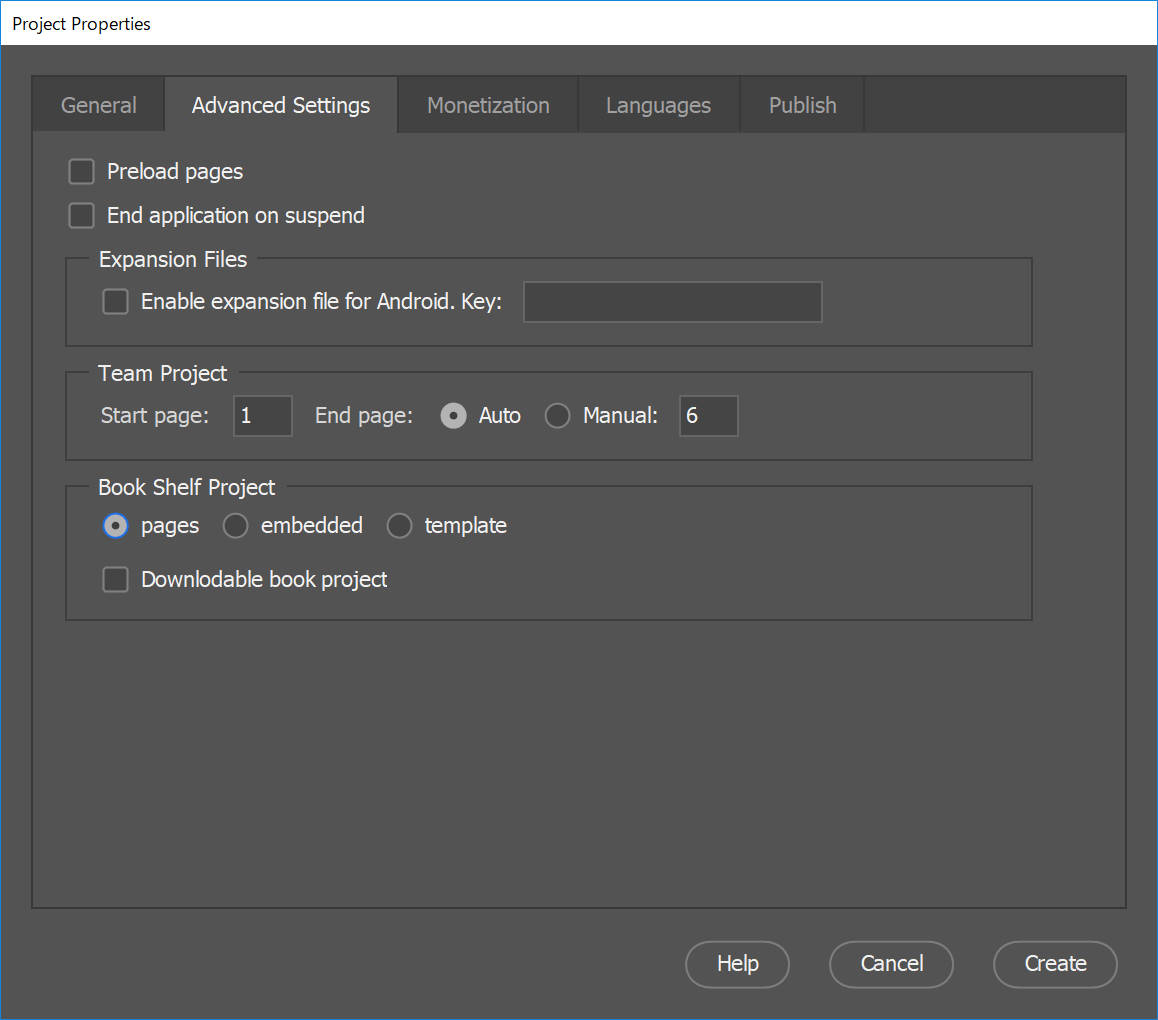 Project Properties
General Advanced Settings Monetization Languages Publish
Preload pages
End application on suspend
Expansion Files
Enable expansion file for Android. Key:
Team Project
Start page: 1 End page: Auto Manual: 6
Book Shelf Project
pages embedded template
Downlodable book project
Help Cancel Create